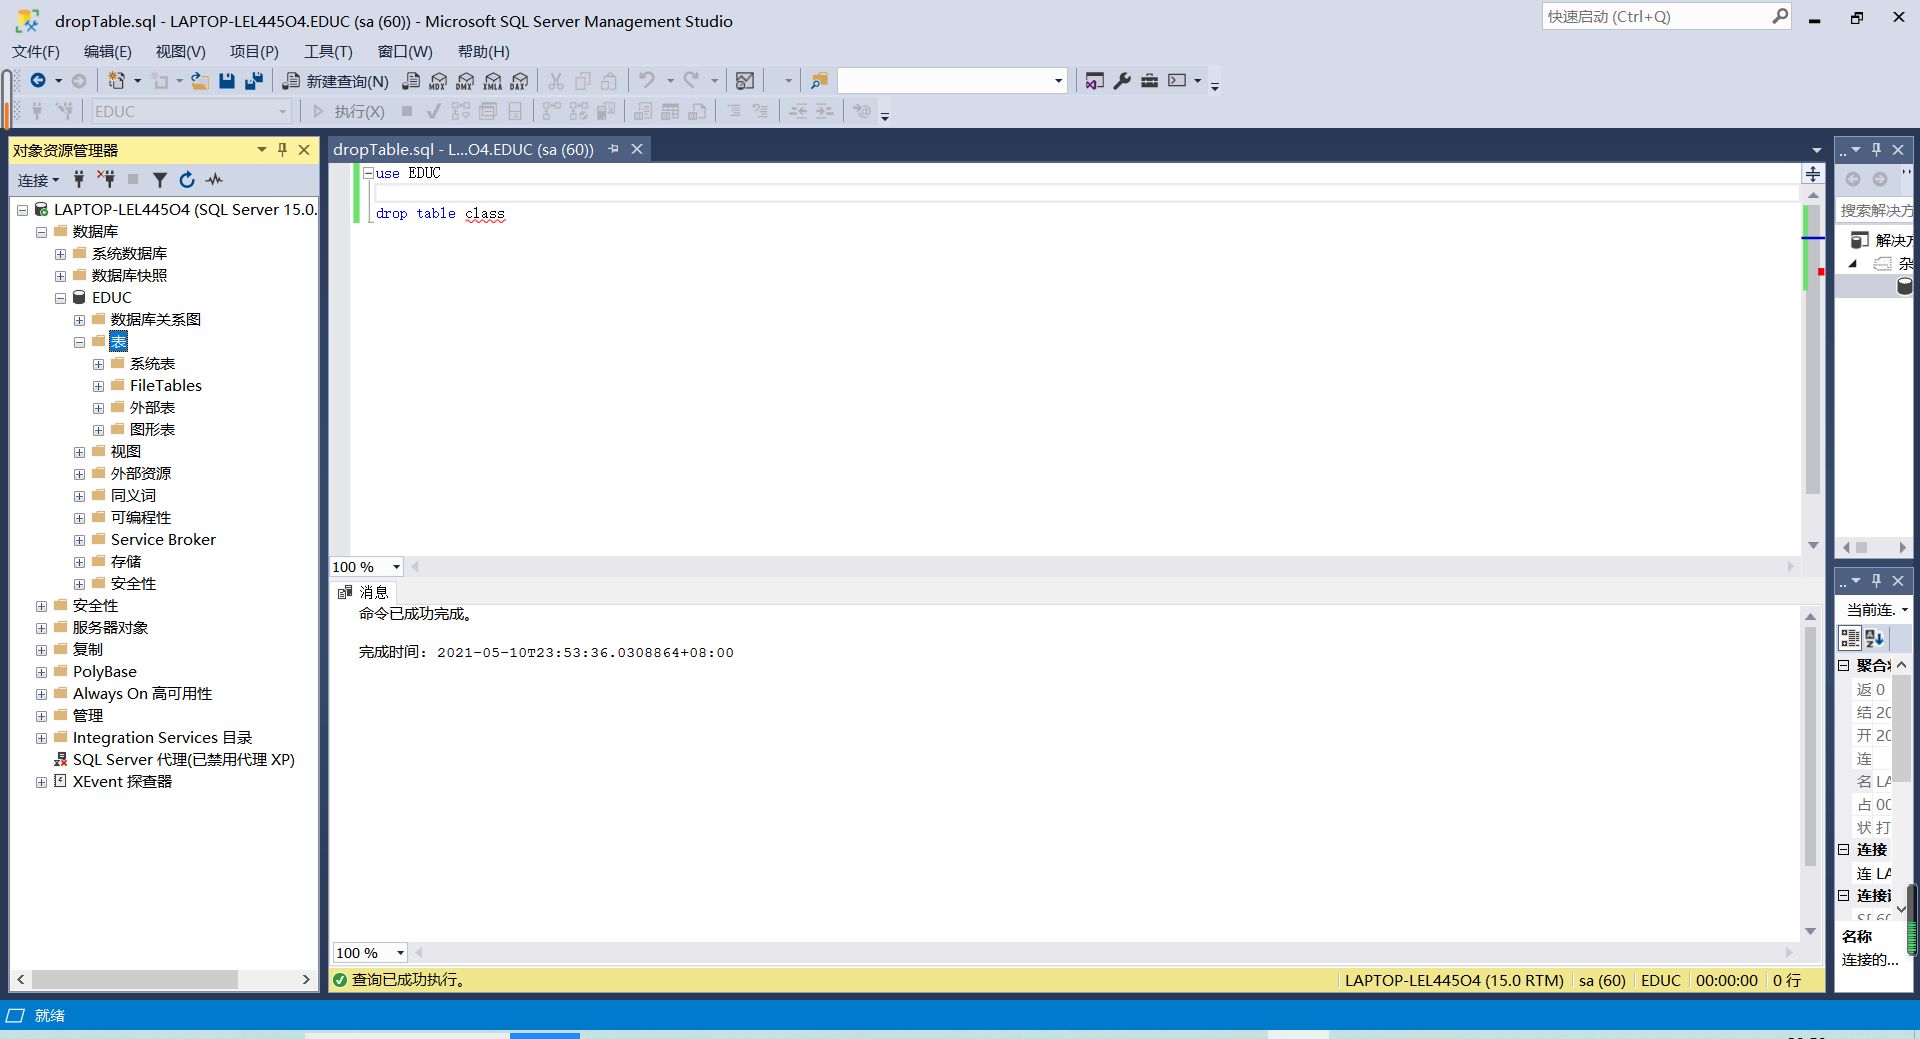 dropTable.sql - LAPTOP-LEL445O4.EDUC (sa (60)) - Microsoft SQL Server Management Studio
快速启动 (Ctrl+Q)
文件(F) 编辑(E) 视图(V) 项目(P) 工具(T) 窗口(W) 帮助(H)
新建查询(N) MDX DMX XMLA DAX
EDUC 执行(X)
对象资源管理器
连接
LAPTOP-LEL445O4 (SQL Server 15.0.
数据库
系统数据库
数据库快照
EDUC
数据库关系图
表
系统表
FileTables
外部表
图形表
视图
外部资源
同义词
可编程性
Service Broker
存储
安全性
安全性
服务器对象
复制
PolyBase
Always On 高可用性
管理
Integration Services 目录
SQL Server 代理(已禁用代理 XP)
XEvent 探查器
dropTable.sql - L...O4.EDUC (sa (60))
use EDUC
drop table class
100 %
消息
命令已成功完成。
完成时间: 2021-05-10T23:53:36.0308864+08:00
100 %
查询已成功执行。
LAPTOP-LEL445O4 (15.0 RTM) sa (60) EDUC 00:00:00 0 行
..
搜索解决方
解决方
杂
..
当前连.
聚合
返 0
结 20
开 20
连
名 LA
占 00
状 打
连接
连 LA
连接
名称
连接的...
就绪